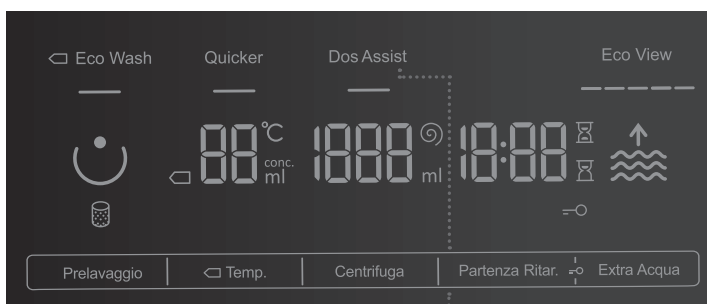 Eco Wash Quicker Dos Assist Eco View
88 °C 1888 18:88
conc.
ml ml
Prelavaggio Temp. Centrifuga Partenza Ritar. Extra Acqua